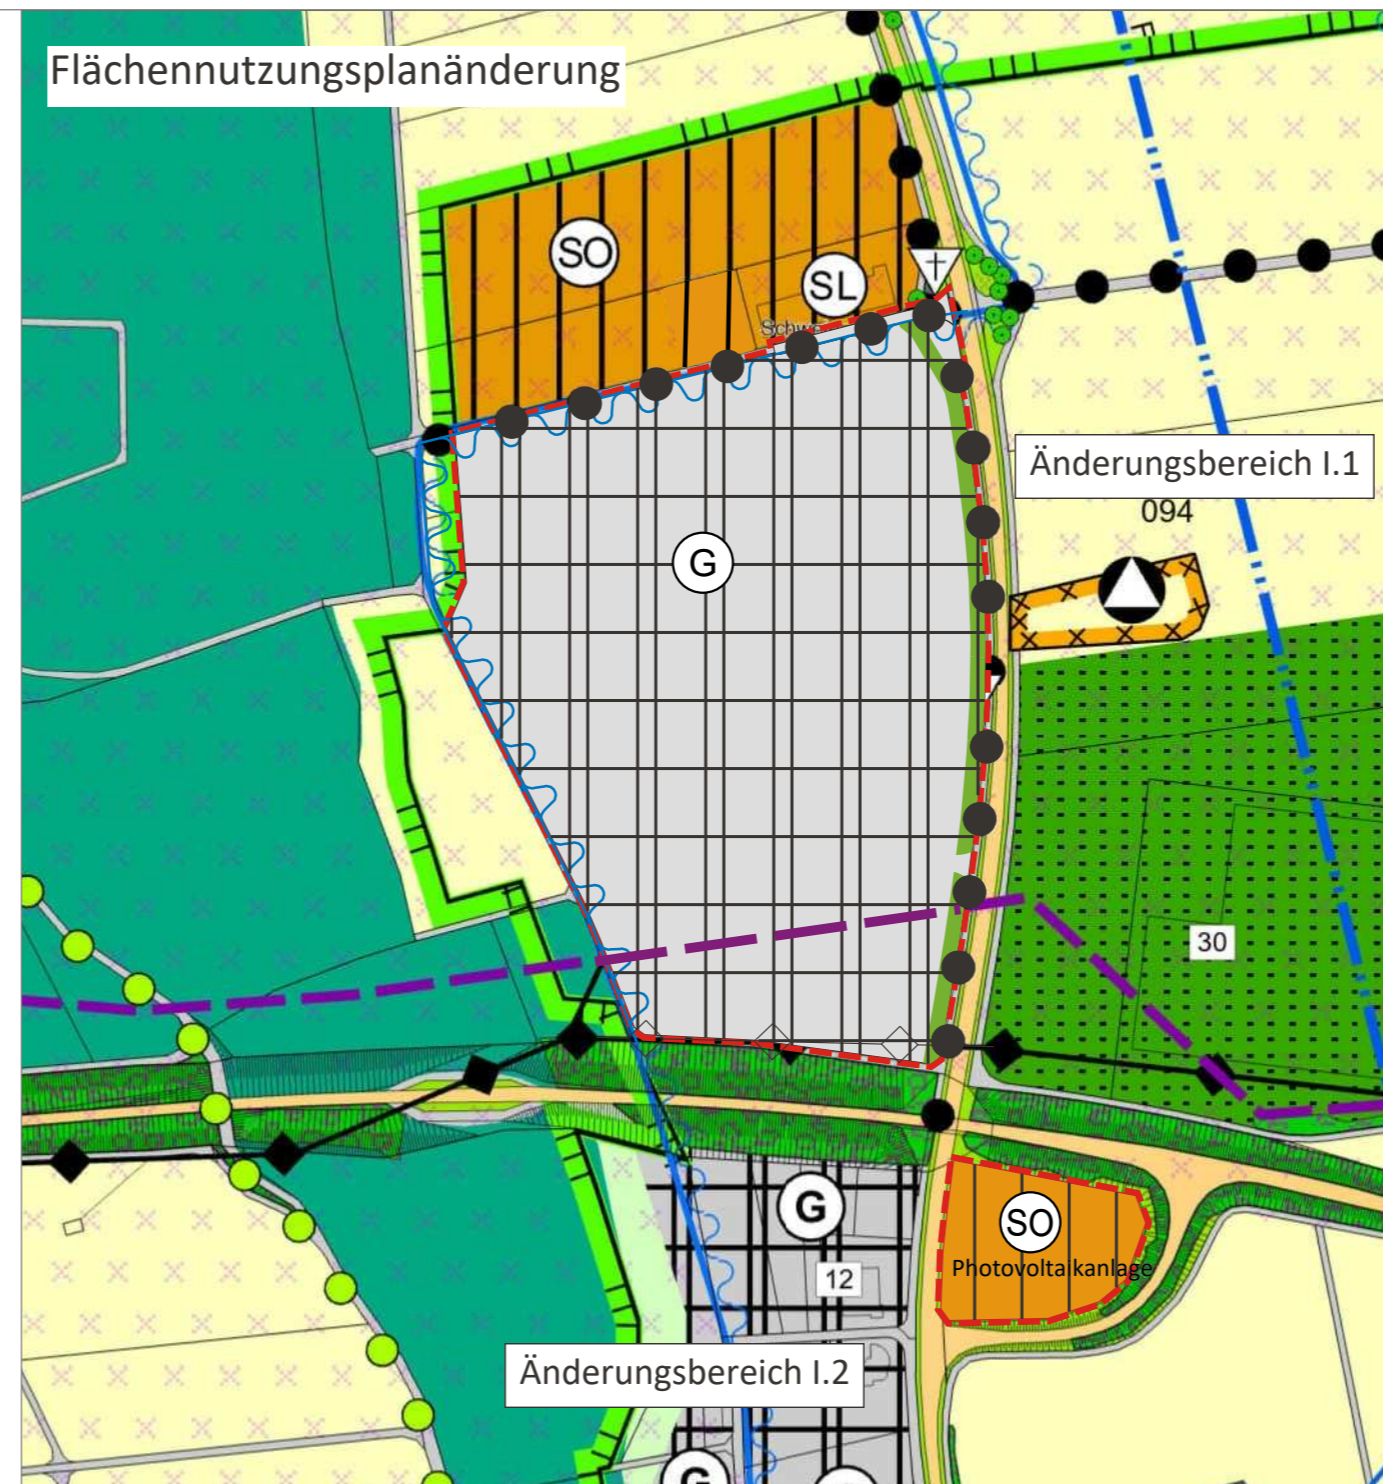 Flächennutzungsplanänderung
SO
SL
Änderungsbereich I.1
094
G
30
G
SO
Photovoltaikanlage
12
Änderungsbereich I.2
G